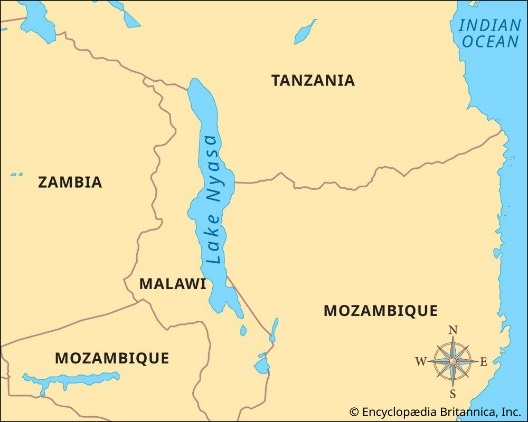 INDIAN
OCEAN
TANZANIA
ZAMBIA
Lake Nyasa
MALAWI
MOZAMBIQUE
MOZAMBIQUE
N
W
E
S
© Encyclopædia Britannica, Inc.